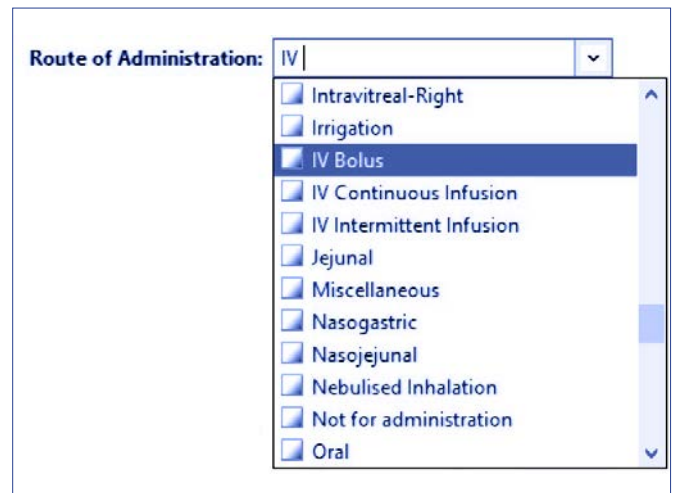 Route of Administration: IV
Intravitreal-Right
Irrigation
IV Bolus
IV Continuous Infusion
IV Intermittent Infusion
Jejunal
Miscellaneous
Nasogastric
Nasojejunal
Nebulised Inhalation
Not for administration
Oral